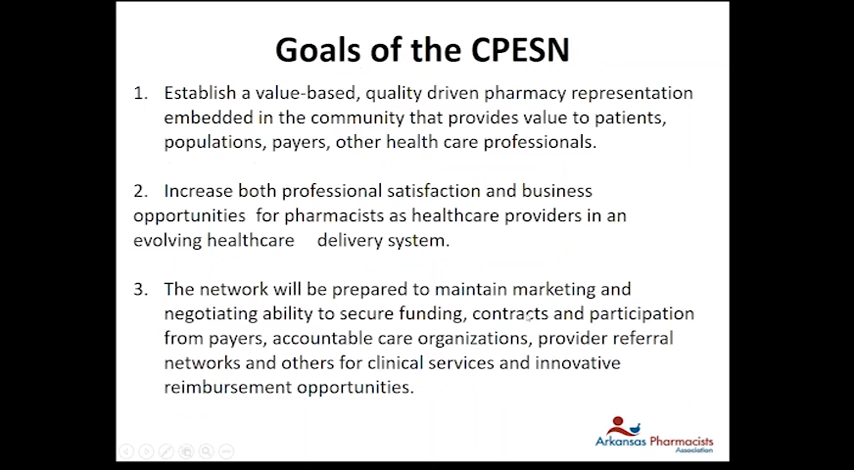 Goals of the CPESN
1. Establish a value-based, quality driven pharmacy representation
embedded in the community that provides value to patients,
populations, payers, other health care professionals.
2. Increase both professional satisfaction and business
opportunities for pharmacists as healthcare providers in an
evolving healthcare delivery system.
3. The network will be prepared to maintain marketing and
negotiating ability to secure funding, contracts and participation
from payers, accountable care organizations, provider referral
networks and others for clinical services and innovative
reimbursement opportunities.
Arkansas Pharmacists
Association